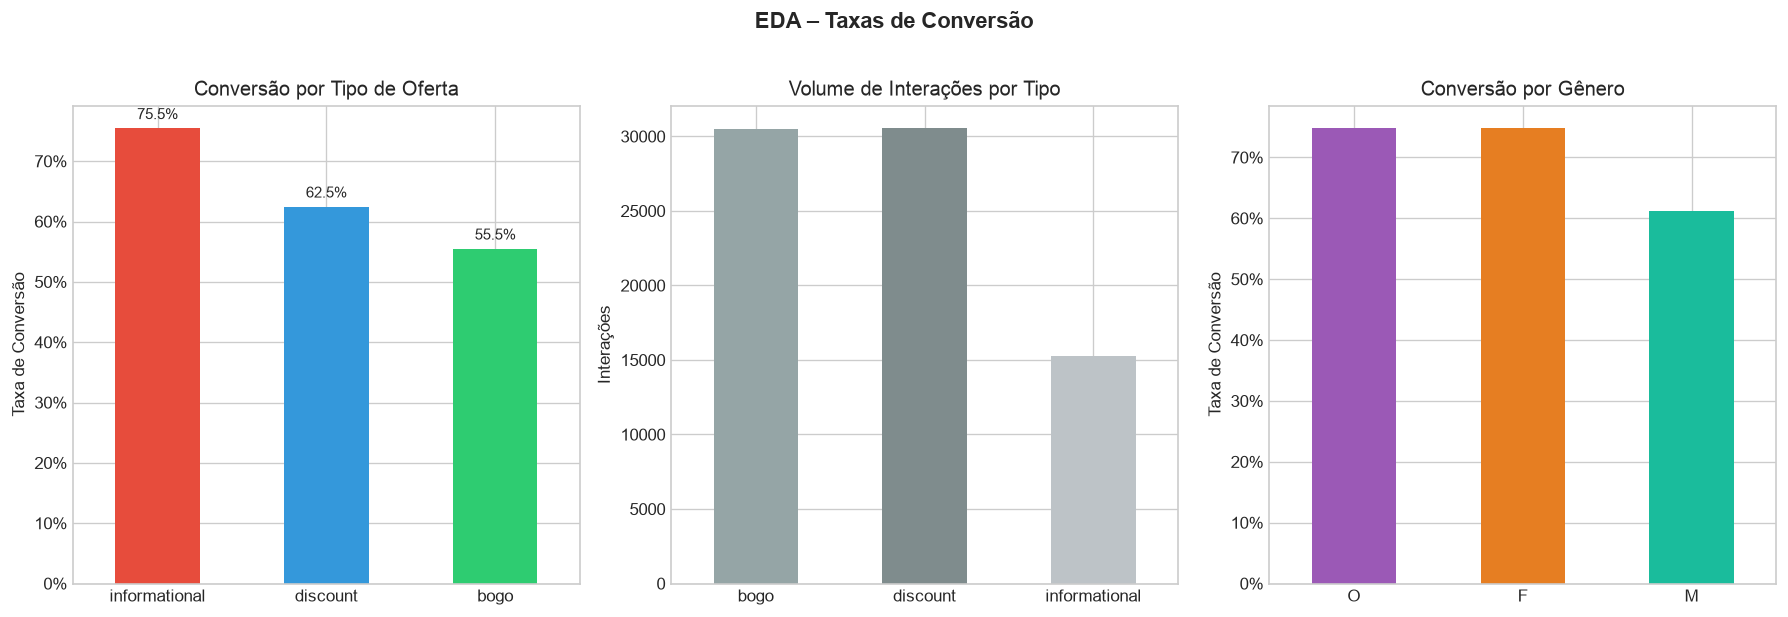 EDA – Taxas de Conversão
Conversão por Tipo de Oferta
Taxa de Conversão
70%
60%
50%
40%
30%
20%
10%
0%
75.5%
62.5%
55.5%
informational discount bogo
Volume de Interações por Tipo
Interações
30000
25000
20000
15000
10000
5000
0
bogo discount informational
Conversão por Gênero
Taxa de Conversão
70%
60%
50%
40%
30%
20%
10%
0%
O F M